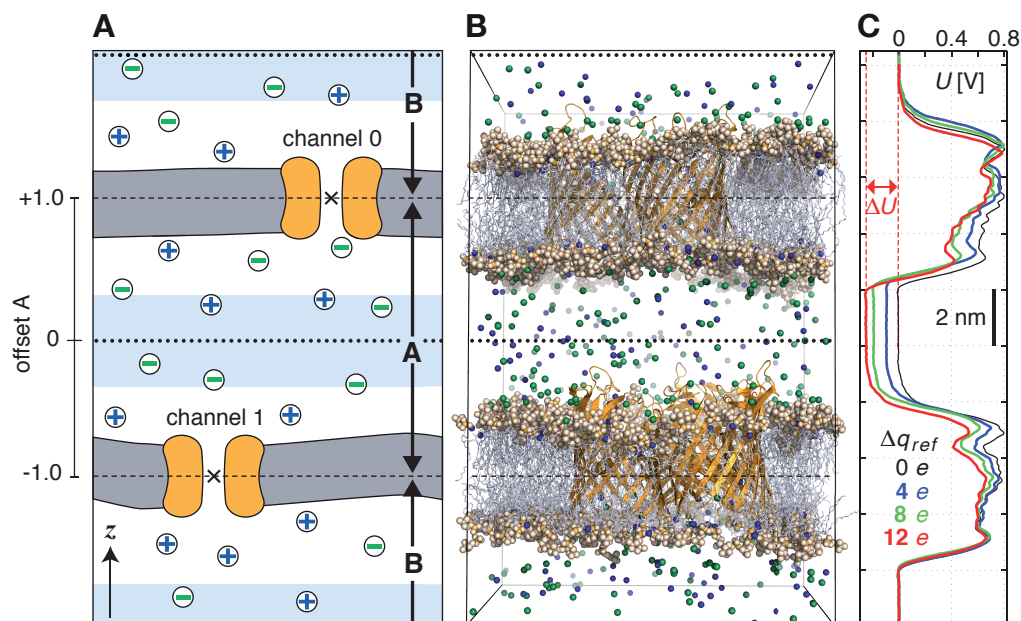 A
B
channel 0
+1.0
offset A
0
A
channel 1
-1.0
z
B
B
C
0 0.4 0.8
U [V]
ΔU
2 nm
Δq_ref
0 e
4 e
8 e
12 e